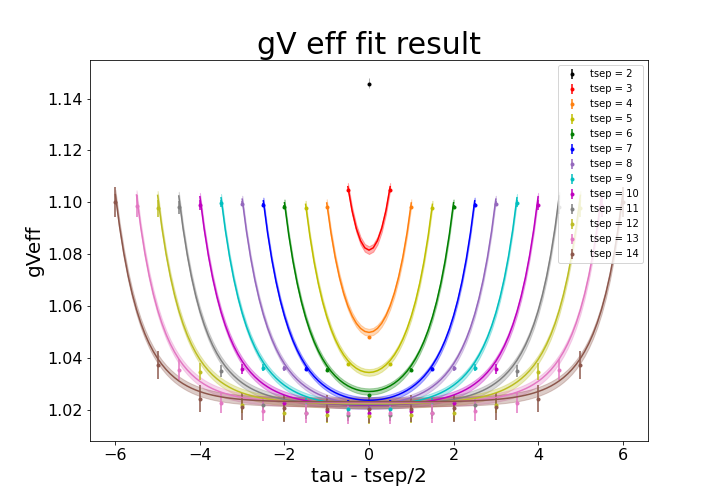 gV eff fit result
gVeff
1.14
1.12
1.10
1.08
1.06
1.04
1.02
−6
−4
−2
0
2
4
6
tau - tsep/2
tsep = 2
tsep = 3
tsep = 4
tsep = 5
tsep = 6
tsep = 7
tsep = 8
tsep = 9
tsep = 10
tsep = 11
tsep = 12
tsep = 13
tsep = 14